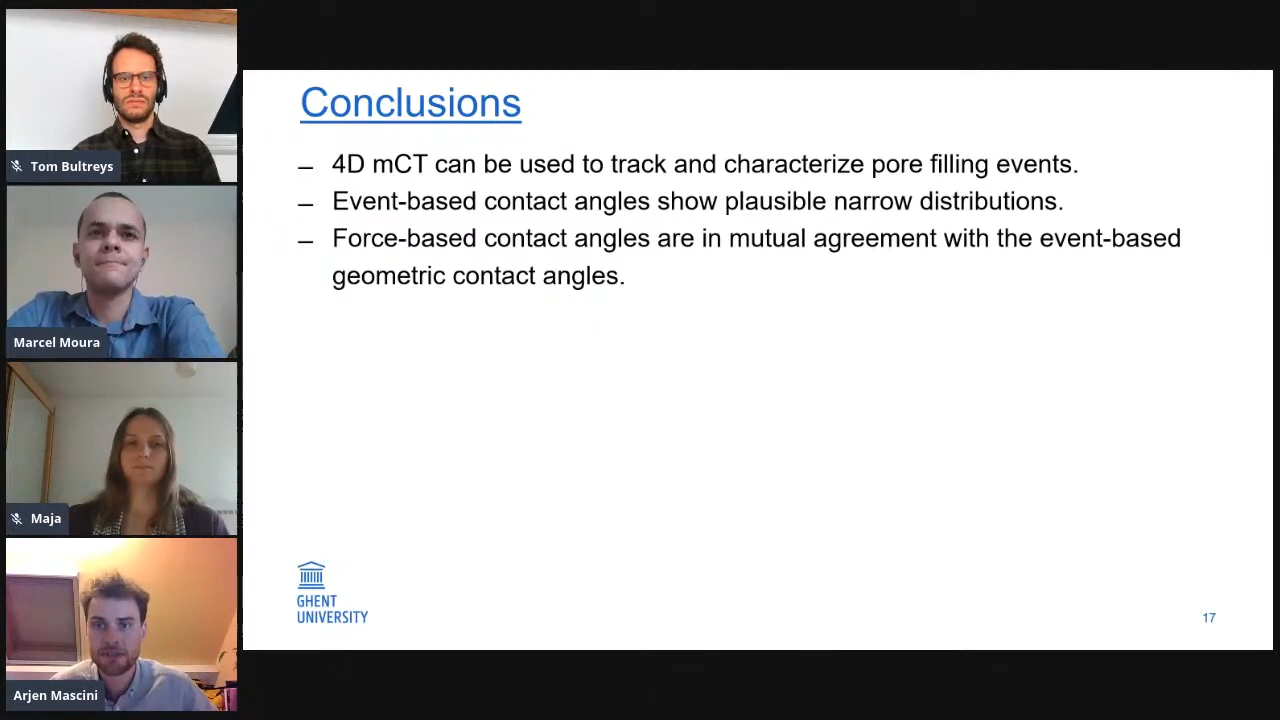 Tom Bultreys
Marcel Moura
Maja
Arjen Mascini
Conclusions
– 4D mCT can be used to track and characterize pore filling events.
– Event-based contact angles show plausible narrow distributions.
– Force-based contact angles are in mutual agreement with the event-based
geometric contact angles.
GHENT
UNIVERSITY
17